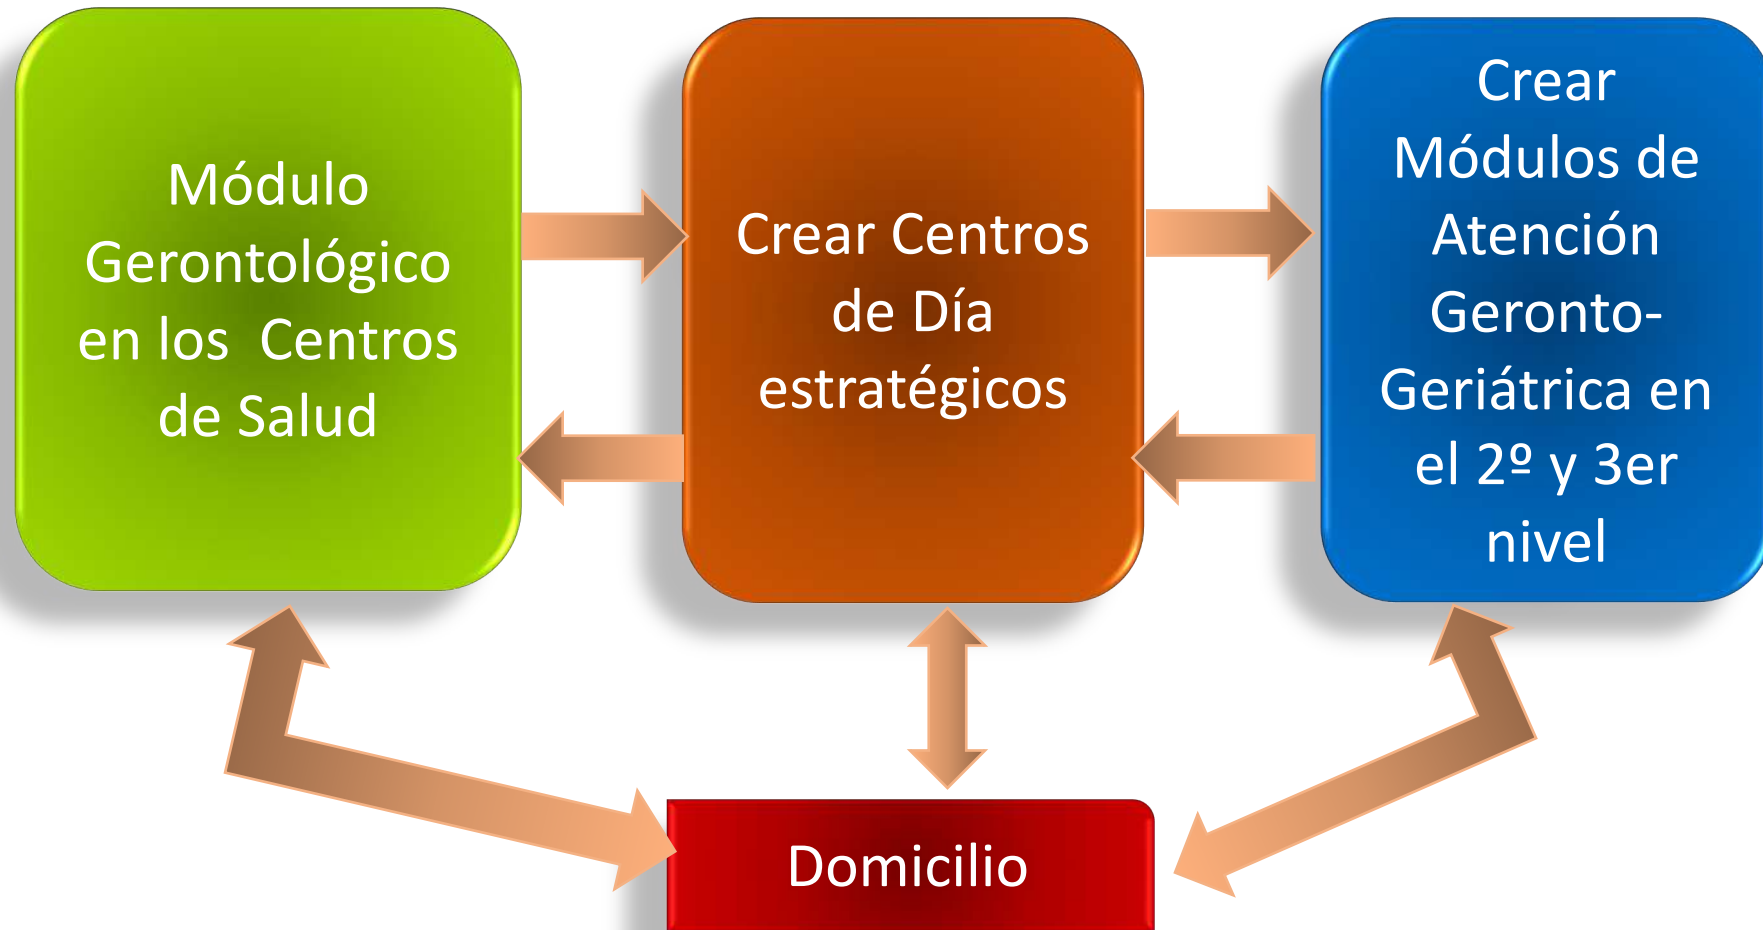 Módulo
Gerontológico
en los  Centros
de Salud
Crear Centros
de Día
estratégicos
Crear
Módulos de
Atención
Geronto-
Geriátrica en
el 2º y 3er
nivel
Domicilio